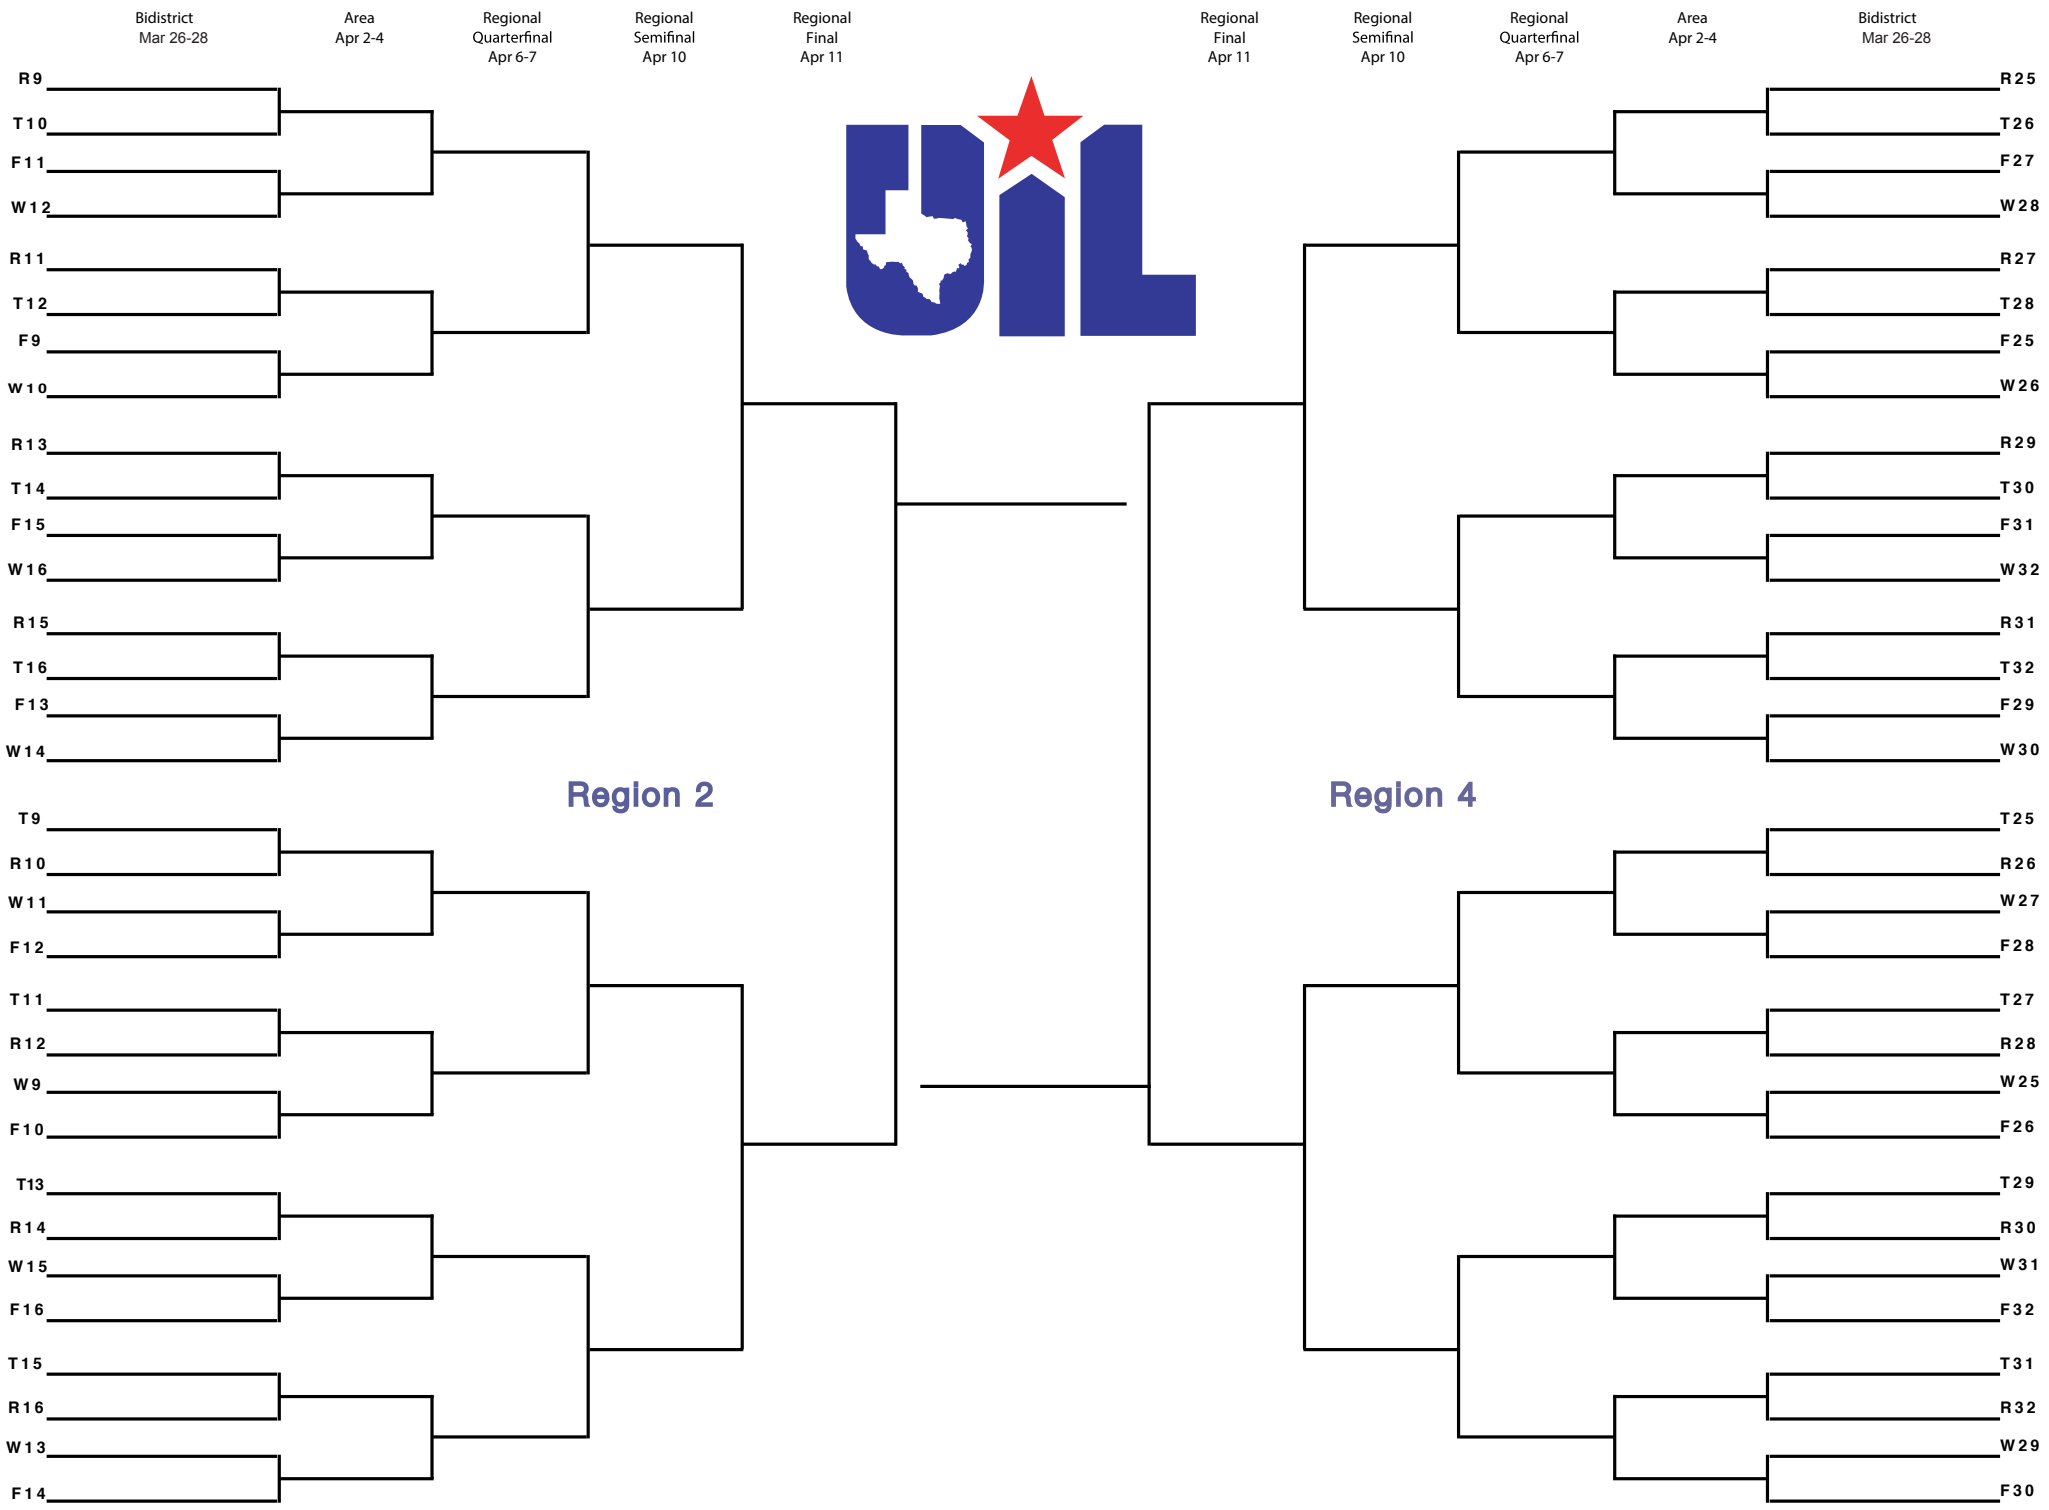 Bidistrict
Mar 26-28
Area
Apr 2-4
Regional
Quarterfinal
Apr 6-7
Regional
Semifinal
Apr 10
Regional
Final
Apr 11
Regional
Final
Apr 11
Regional
Semifinal
Apr 10
Regional
Quarterfinal
Apr 6-7
Area
Apr 2-4
Bidistrict
Mar 26-28
UIL
R9
T10
F11
W12
R11
T12
F9
W10
R13
T14
F15
W16
R15
T16
F13
W14
Region 2
T9
R10
W11
F12
T11
R12
W9
F10
T13
R14
W15
F16
T15
R16
W13
F14
R25
T26
F27
W28
R27
T28
F25
W26
R29
T30
F31
W32
R31
T32
F29
W30
Region 4
T25
R26
W27
F28
T27
R28
W25
F26
T29
R30
W31
F32
T31
R32
W29
F30